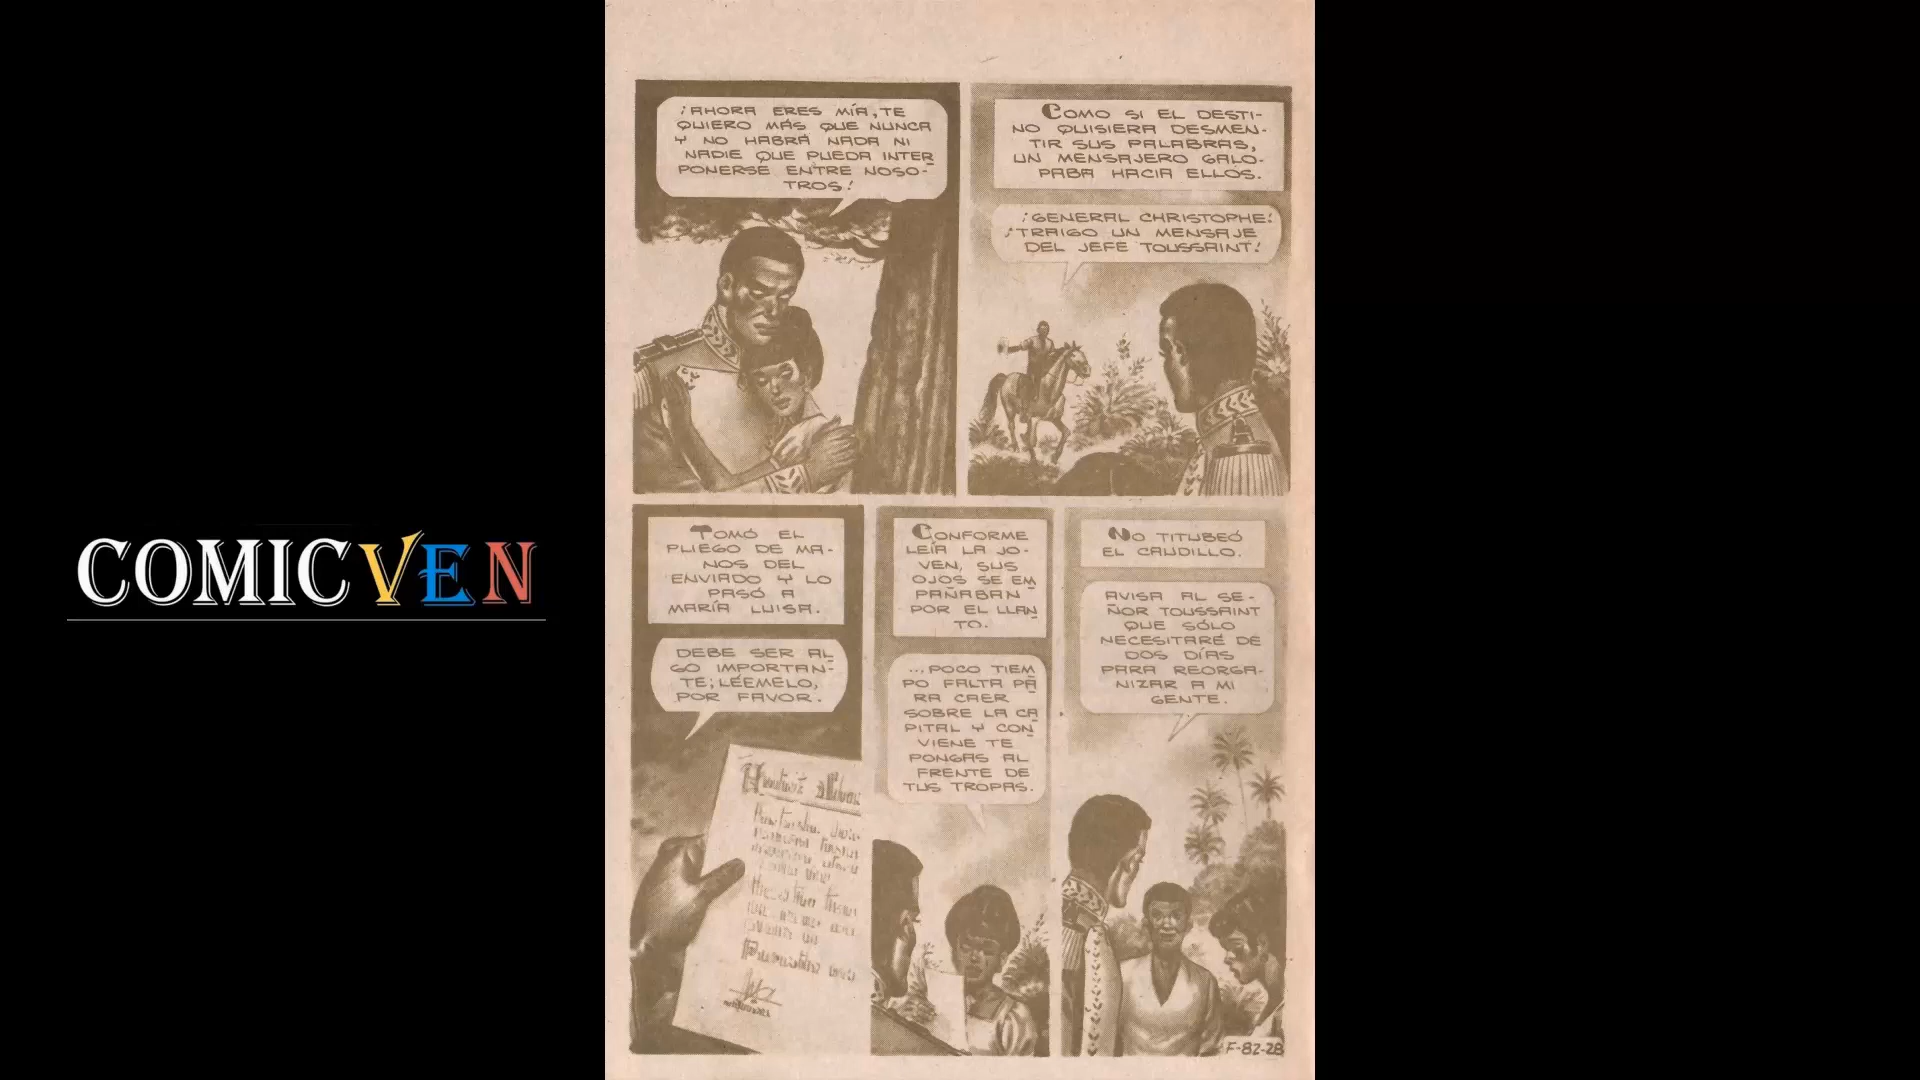 COMICVEN
¡AHORA ERES MÍA, TE
QUIERO MÁS QUE NUNCA
Y NO HABRÁ NADA NI
NADIE QUE PUEDA INTER
PONERSE ENTRE NOSO-
TROS!
COMO SI EL DESTI-
NO QUISIERA DESMEN-
TIR SUS PALABRAS,
UN MENSAJERO GALO-
PABA HACIA ELLOS.
¡GENERAL CHRISTOPHE!
¡TRAIGO UN MENSAJE
DEL JEFE TOUSSAINT!
TOMÓ EL
PLIEGO DE MA-
NOS DEL
ENVIADO Y LO
PASÓ A
MARÍA LUISA.
DEBE SER AL
GO IMPORTAN-
TE; LÉEMELO,
POR FAVOR.
CONFORME
LEÍA LA JO-
VEN, SUS
OJOS SE EM
PAÑABAN
POR EL LLAN
TO.
...POCO TIEM
PO FALTA PA
RA CAER
SOBRE LA CA
PITAL Y CON
VIENE TE
PONGAS AL
FRENTE DE
TUS TROPAS.
NO TITUBEÓ
EL CAUDILLO.
AVISA AL SE-
ÑOR TOUSSAINT
QUE SÓLO
NECESITARÉ DE
DOS DÍAS
PARA REORGA-
NIZAR A MI
GENTE.
F-82-28